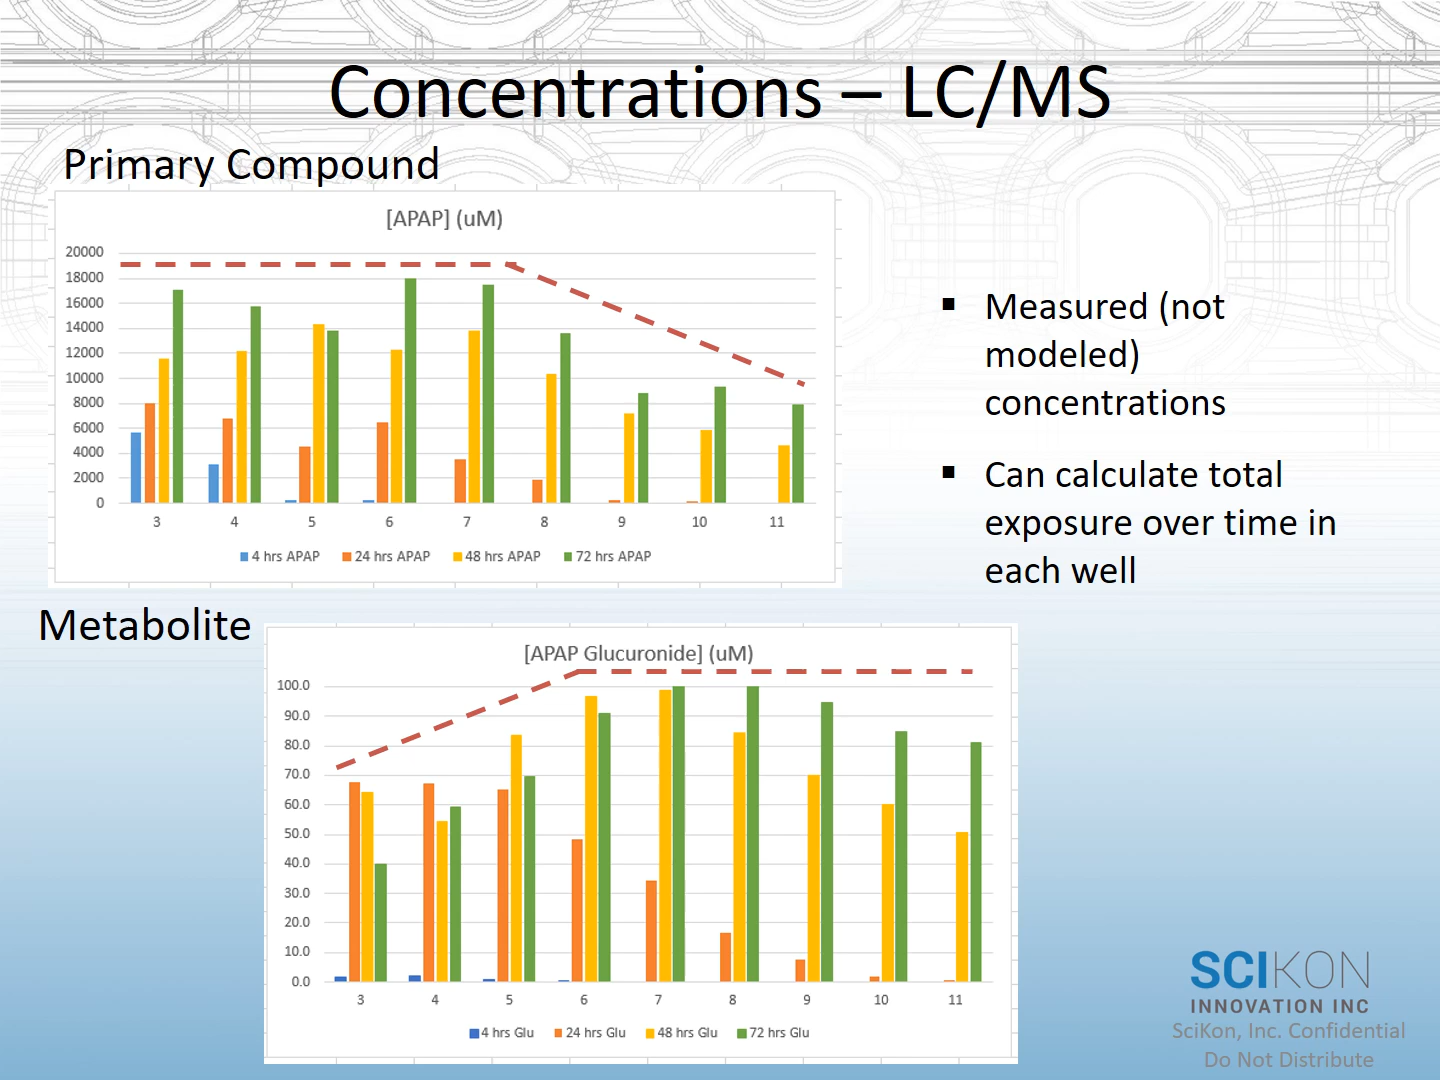 Concentrations – LC/MS
Primary Compound
[APAP] (uM)
20000
18000
16000
14000
12000
10000
8000
6000
4000
2000
0
3 4 5 6 7 8 9 10 11
4 hrs APAP 24 hrs APAP 48 hrs APAP 72 hrs APAP
▪ Measured (not
modeled)
concentrations
▪ Can calculate total
exposure over time in
each well
Metabolite
[APAP Glucuronide] (uM)
100.0
90.0
80.0
70.0
60.0
50.0
40.0
30.0
20.0
10.0
0.0
3 4 5 6 7 8 9 10 11
4 hrs Glu 24 hrs Glu 48 hrs Glu 72 hrs Glu
SCIKON
INNOVATION INC
SciKon, Inc. Confidential
Do Not Distribute